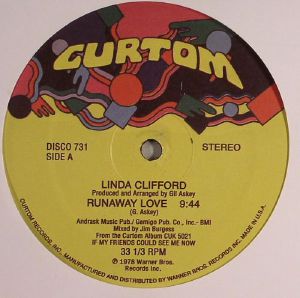 CURTOM
DISCO 731
SIDE A
STEREO
LINDA CLIFFORD
Produced and Arranged by Gil Askey
RUNAWAY LOVE 9:44
(G. Askey)
Andrask Music Pub./ Gemigo Pub. Co., Inc.- BMI
Mixed by Jim Burgess
From the Curtom Album CUK 5021
IF MY FRIENDS COULD SEE ME NOW
33 1/3 RPM
℗ 1978 Warner Bros.
Records Inc.
CURTOM RECORDS, INC. MANUFACTURED AND DISTRIBUTED BY WARNER BROS. RECORDS INC. MADE IN U.S.A.